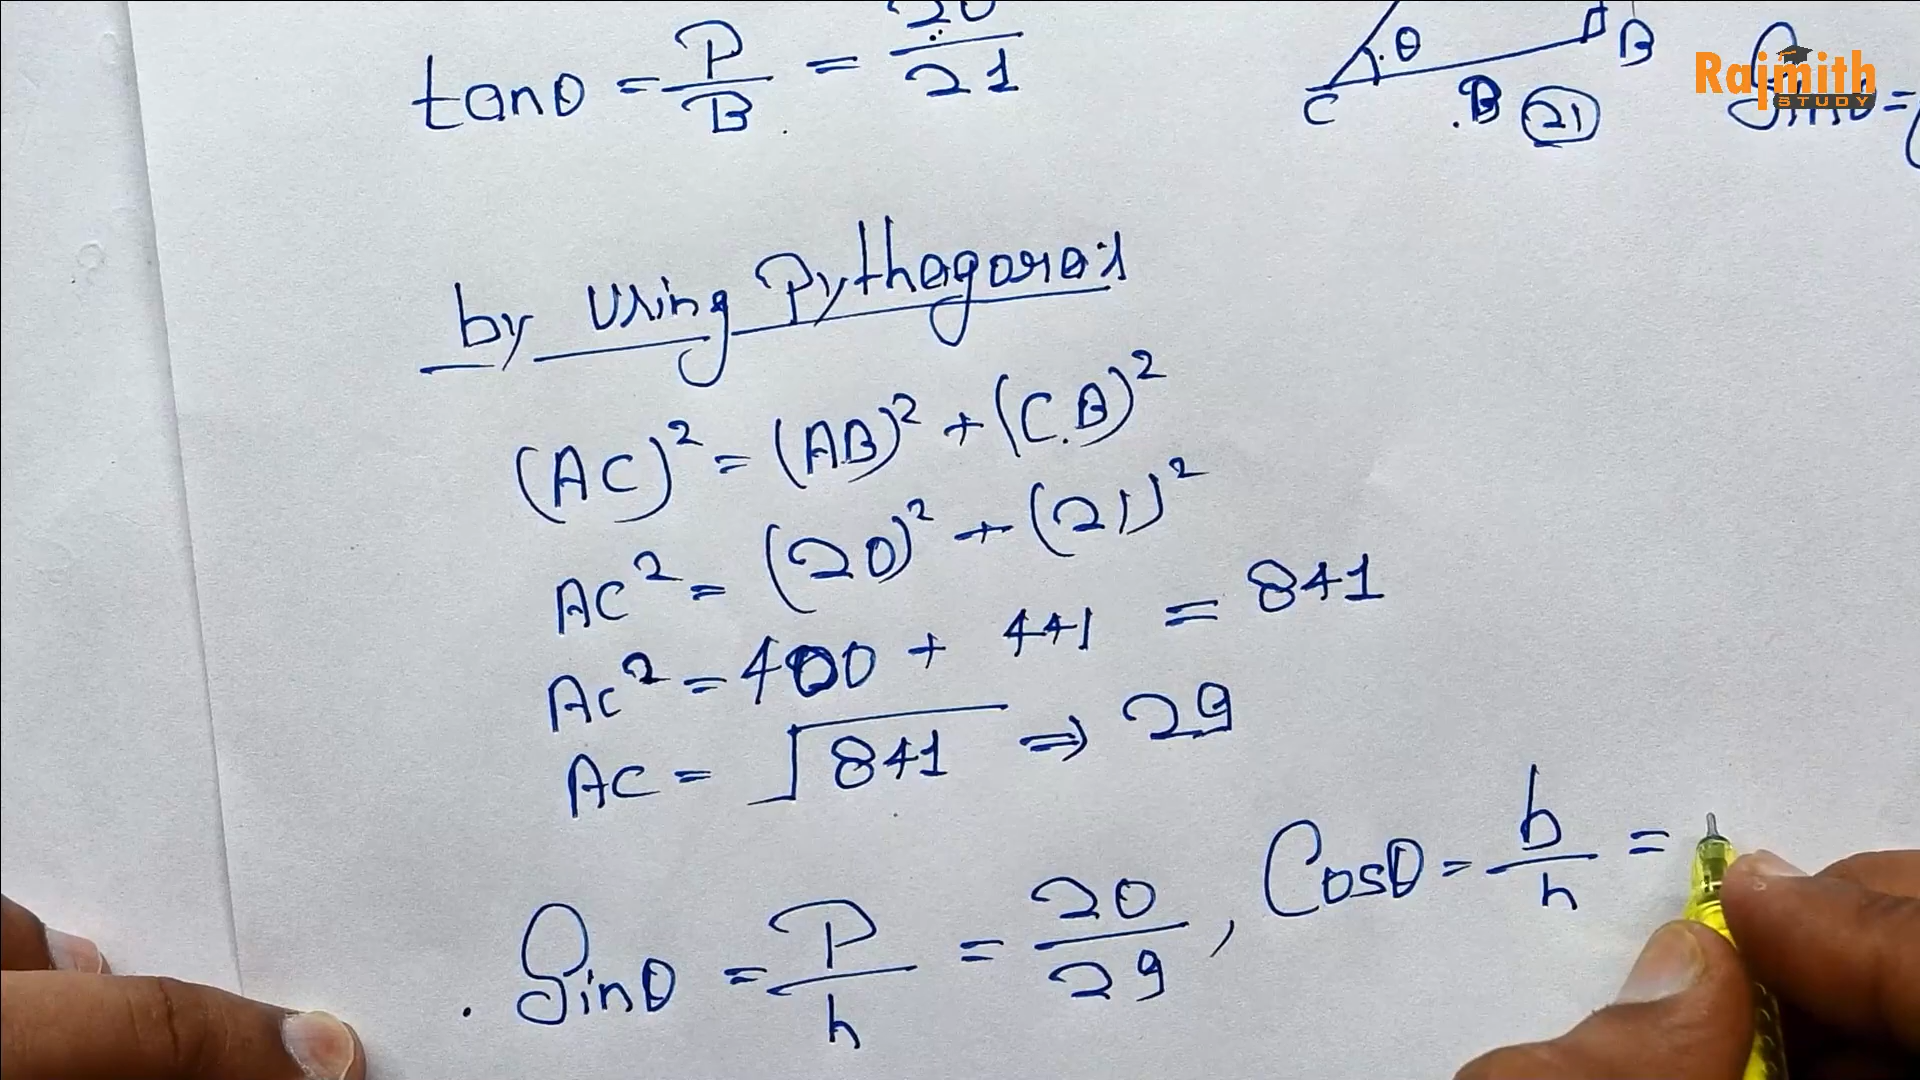 tanθ = P/B = 20/21
θ
B
C
B 21
Rajmith
STUDY
Sinθ =
by Using Pythagoras
(AC)² = (AB)² + (C.B)²
AC² = (20)² + (21)²
AC² = 400 + 441 = 841
AC = √841 ⇒ 29
Sinθ = P/h = 20/29, Cosθ = b/h =